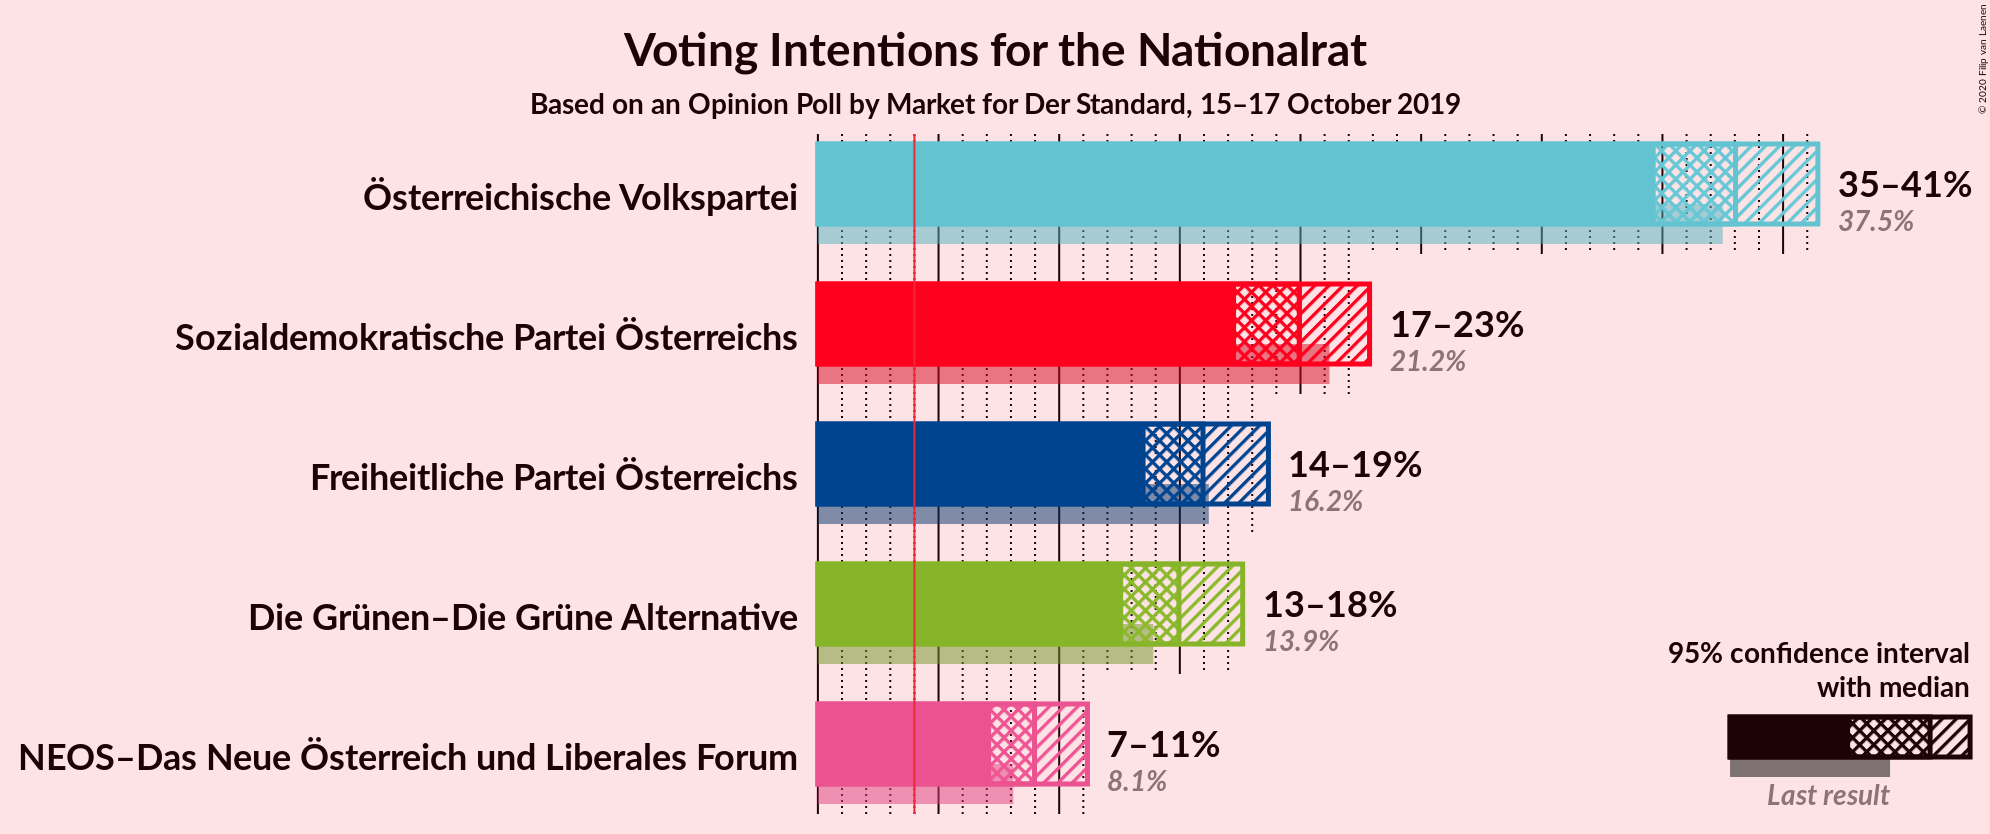 Voting Intentions for the Nationalrat
Based on an Opinion Poll by Market for Der Standard, 15–17 October 2019
© 2020 Filip van Laenen
Österreichische Volkspartei
35–41%
37.5%
Sozialdemokratische Partei Österreichs
17–23%
21.2%
Freiheitliche Partei Österreichs
14–19%
16.2%
Die Grünen–Die Grüne Alternative
13–18%
13.9%
NEOS–Das Neue Österreich und Liberales Forum
7–11%
8.1%
95% confidence interval
with median
Last result